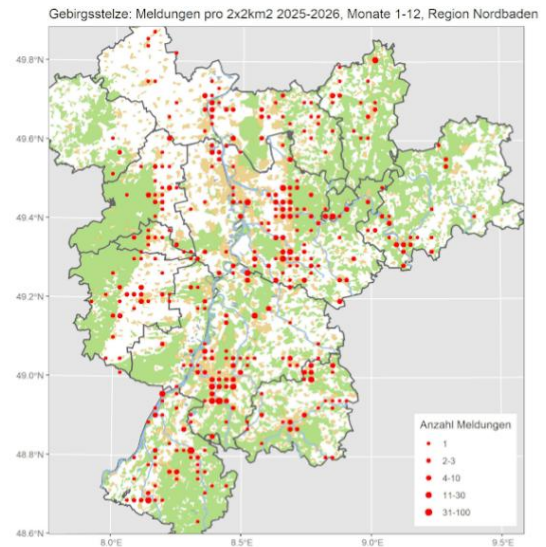 Gebirgsstelze: Meldungen pro 2x2km2 2025-2026, Monate 1-12, Region Nordbaden
49.8°N
49.6°N
49.4°N
49.2°N
49.0°N
48.8°N
48.6°N
Anzahl Meldungen
1
2-3
4-10
11-30
31-100
8.0°E
8.5°E
9.0°E
9.5°E